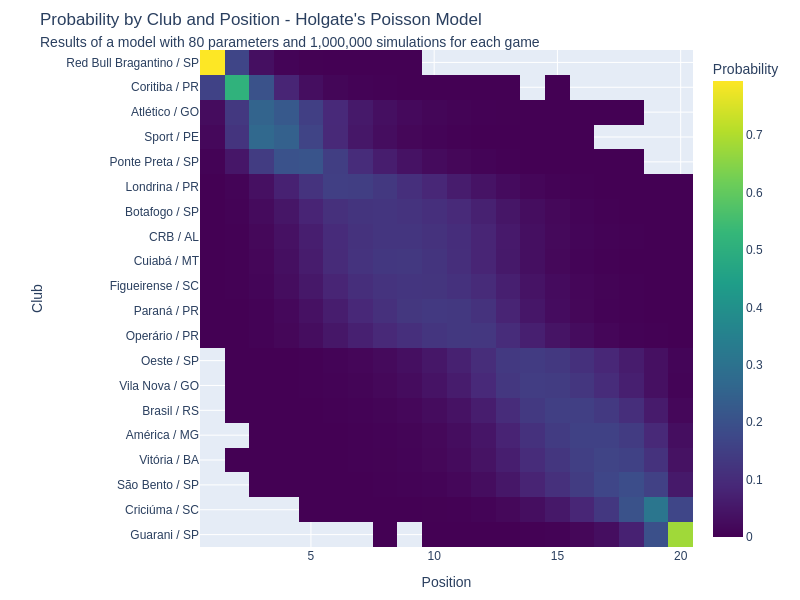 Probability by Club and Position - Holgate's Poisson Model
Results of a model with 80 parameters and 1,000,000 simulations for each game
Probability
Red Bull Bragantino / SP
Coritiba / PR
Atlético / GO
Sport / PE
Ponte Preta / SP
Londrina / PR
Botafogo / SP
CRB / AL
Cuiabá / MT
Figueirense / SC
Paraná / PR
Operário / PR
Oeste / SP
Vila Nova / GO
Brasil / RS
América / MG
Vitória / BA
São Bento / SP
Criciúma / SC
Guarani / SP
Club
0.7
0.6
0.5
0.4
0.3
0.2
0.1
0
5
10
15
20
Position